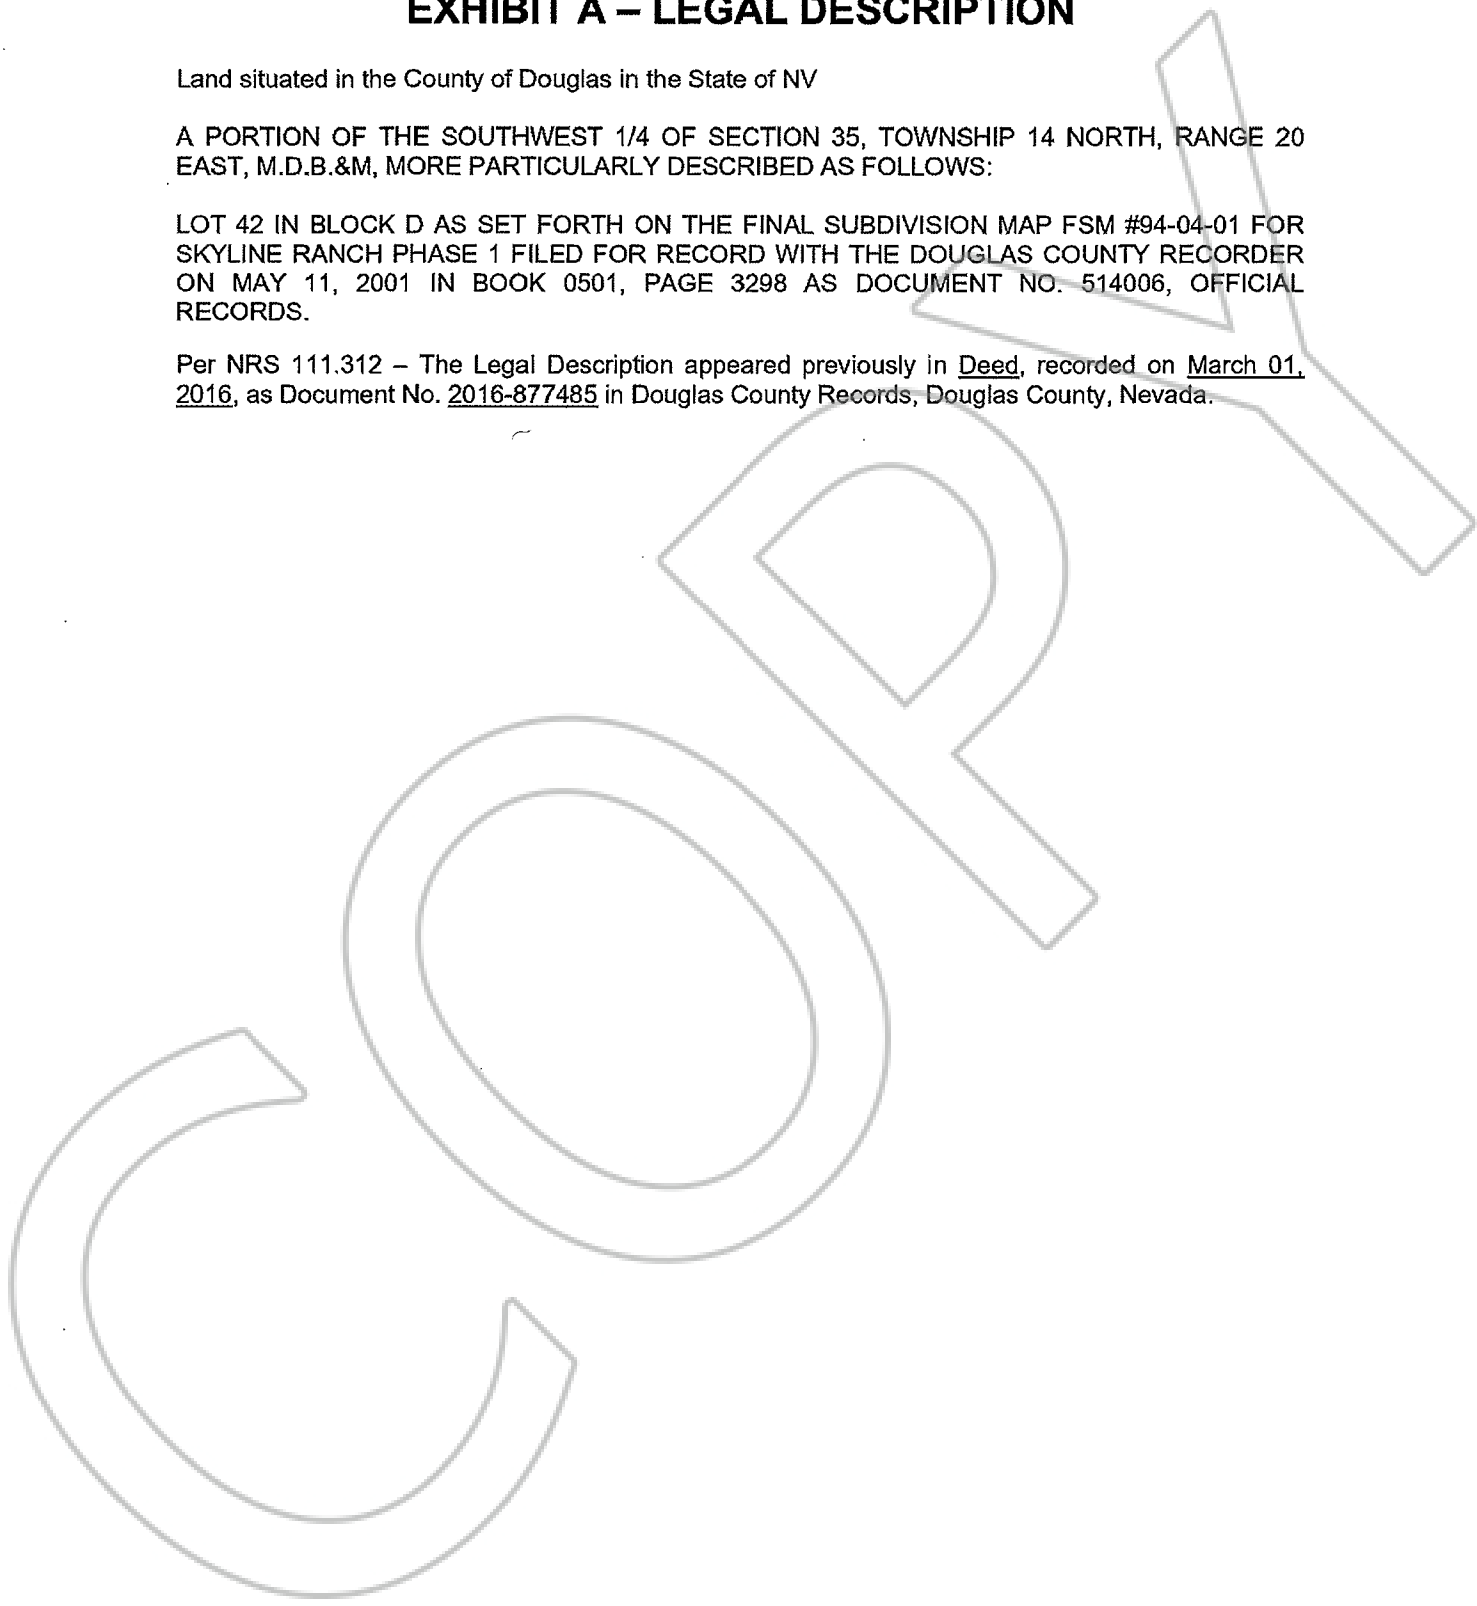 EXHIBIT A – LEGAL DESCRIPTION
Land situated in the County of Douglas in the State of NV
A PORTION OF THE SOUTHWEST 1/4 OF SECTION 35, TOWNSHIP 14 NORTH, RANGE 20
EAST, M.D.B.&M, MORE PARTICULARLY DESCRIBED AS FOLLOWS:
LOT 42 IN BLOCK D AS SET FORTH ON THE FINAL SUBDIVISION MAP FSM #94-04-01 FOR
SKYLINE RANCH PHASE 1 FILED FOR RECORD WITH THE DOUGLAS COUNTY RECORDER
ON MAY 11, 2001 IN BOOK 0501, PAGE 3298 AS DOCUMENT NO. 514006, OFFICIAL
RECORDS.
Per NRS 111.312 – The Legal Description appeared previously in Deed, recorded on March 01,
2016, as Document No. 2016-877485 in Douglas County Records, Douglas County, Nevada.
COPY